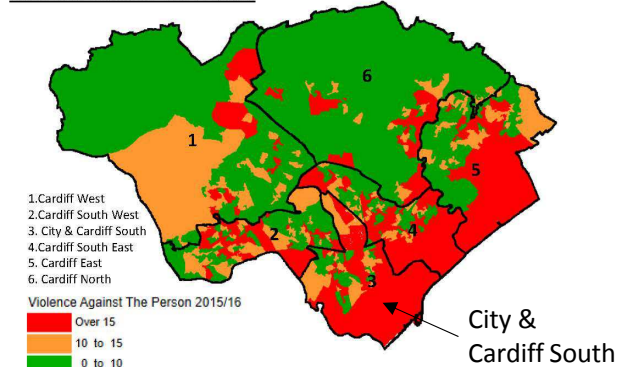 6
1
5
1.Cardiff West
2.Cardiff South West
3. City & Cardiff South
4.Cardiff South East
5. Cardiff East
6. Cardiff North
2
4
3
Violence Against The Person 2015/16
Over 15
10 to 15
0 to 10
City &
Cardiff South